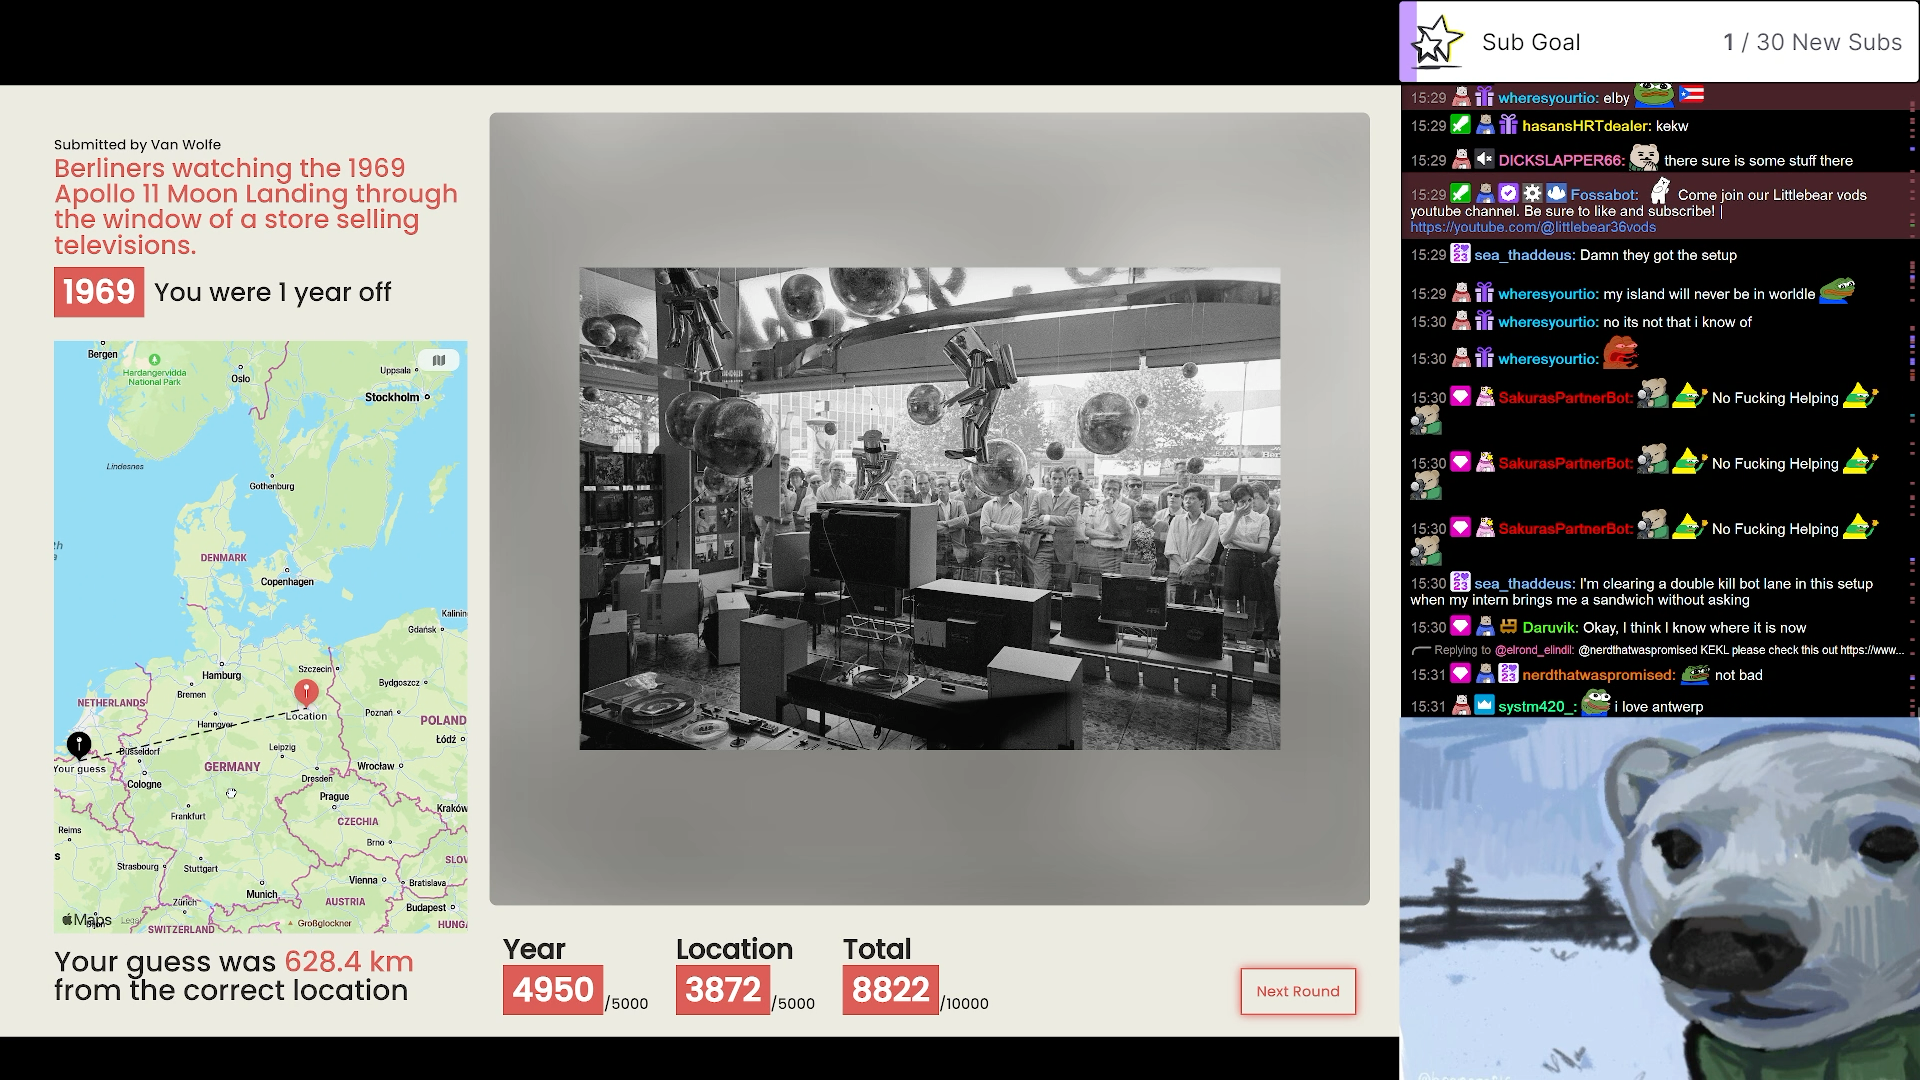 Sub Goal
1 / 30 New Subs
Submitted by Van Wolfe
Berliners watching the 1969
Apollo 11 Moon Landing through
the window of a store selling
televisions.
1969 You were 1 year off
Bergen
Hardangervidda
National Park
Oslo
Uppsala
Stockholm
Lindesnes
Gothenburg
DENMARK
Copenhagen
Kalinin
Gdańsk
Szczecin
Hamburg
Bremen
Bydgoszcz
NETHERLANDS
Location
Hannover
Poznań
POLAND
Łódź
Düsseldorf
Leipzig
Your guess
GERMANY
Wrocław
Cologne
Dresden
Prague
Kraków
Frankfurt
CZECHIA
Reims
Brno
s
SLOV
Strasbourg
Stuttgart
Vienna
Bratislava
Munich
Zürich
AUSTRIA
Budapest
Maps
Legal
SWITZERLAND
Großglockner
HUNG
Your guess was 628.4 km
from the correct location
Year
4950 /5000
Location
3872 /5000
Total
8822 /10000
Next Round
15:29 wheresyourtio: elby
15:29 hasansHRTdealer: kekw
15:29 DICKSLAPPER66: there sure is some stuff there
15:29 Fossabot: Come join our Littlebear vods
youtube channel. Be sure to like and subscribe! |
https://youtube.com/@littlebear36vods
15:29 sea_thaddeus: Damn they got the setup
15:29 wheresyourtio: my island will never be in worldle
15:30 wheresyourtio: no its not that i know of
15:30 wheresyourtio:
15:30 SakurasPartnerBot: No Fucking Helping
15:30 SakurasPartnerBot: No Fucking Helping
15:30 SakurasPartnerBot: No Fucking Helping
15:30 sea_thaddeus: I'm clearing a double kill bot lane in this setup
when my intern brings me a sandwich without asking
15:30 Daruvik: Okay, I think I know where it is now
Replying to @elrond_elindil: @nerdthatwaspromised KEKL please check this out https://www...
15:31 nerdthatwaspromised: not bad
15:31 systm420_: i love antwerp